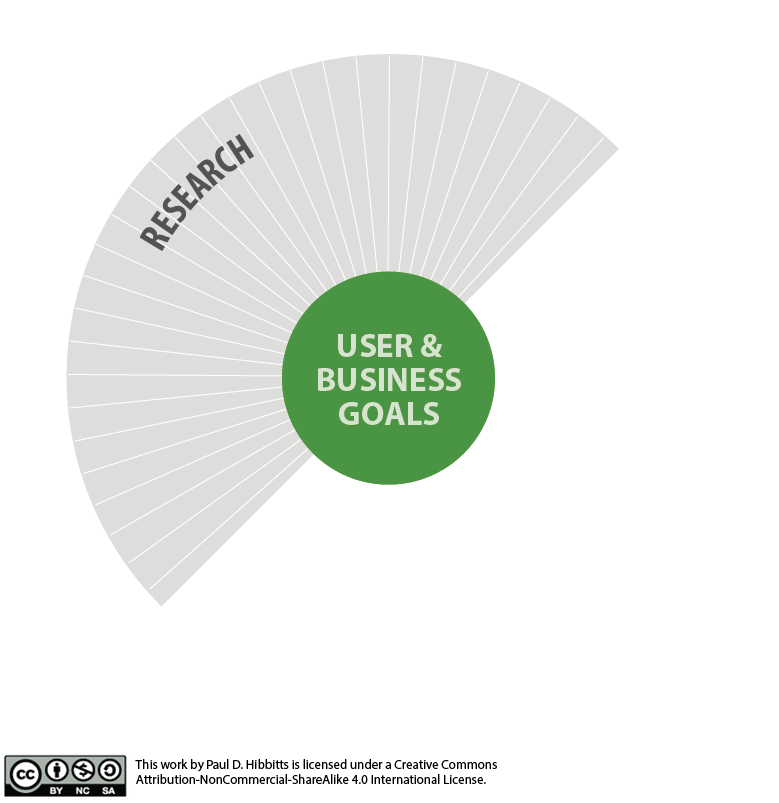 RESEARCH
USER &
BUSINESS
GOALS
cc
BY NC SA
This work by Paul D. Hibbitts is licensed under a Creative Commons
Attribution-NonCommercial-ShareAlike 4.0 International License.